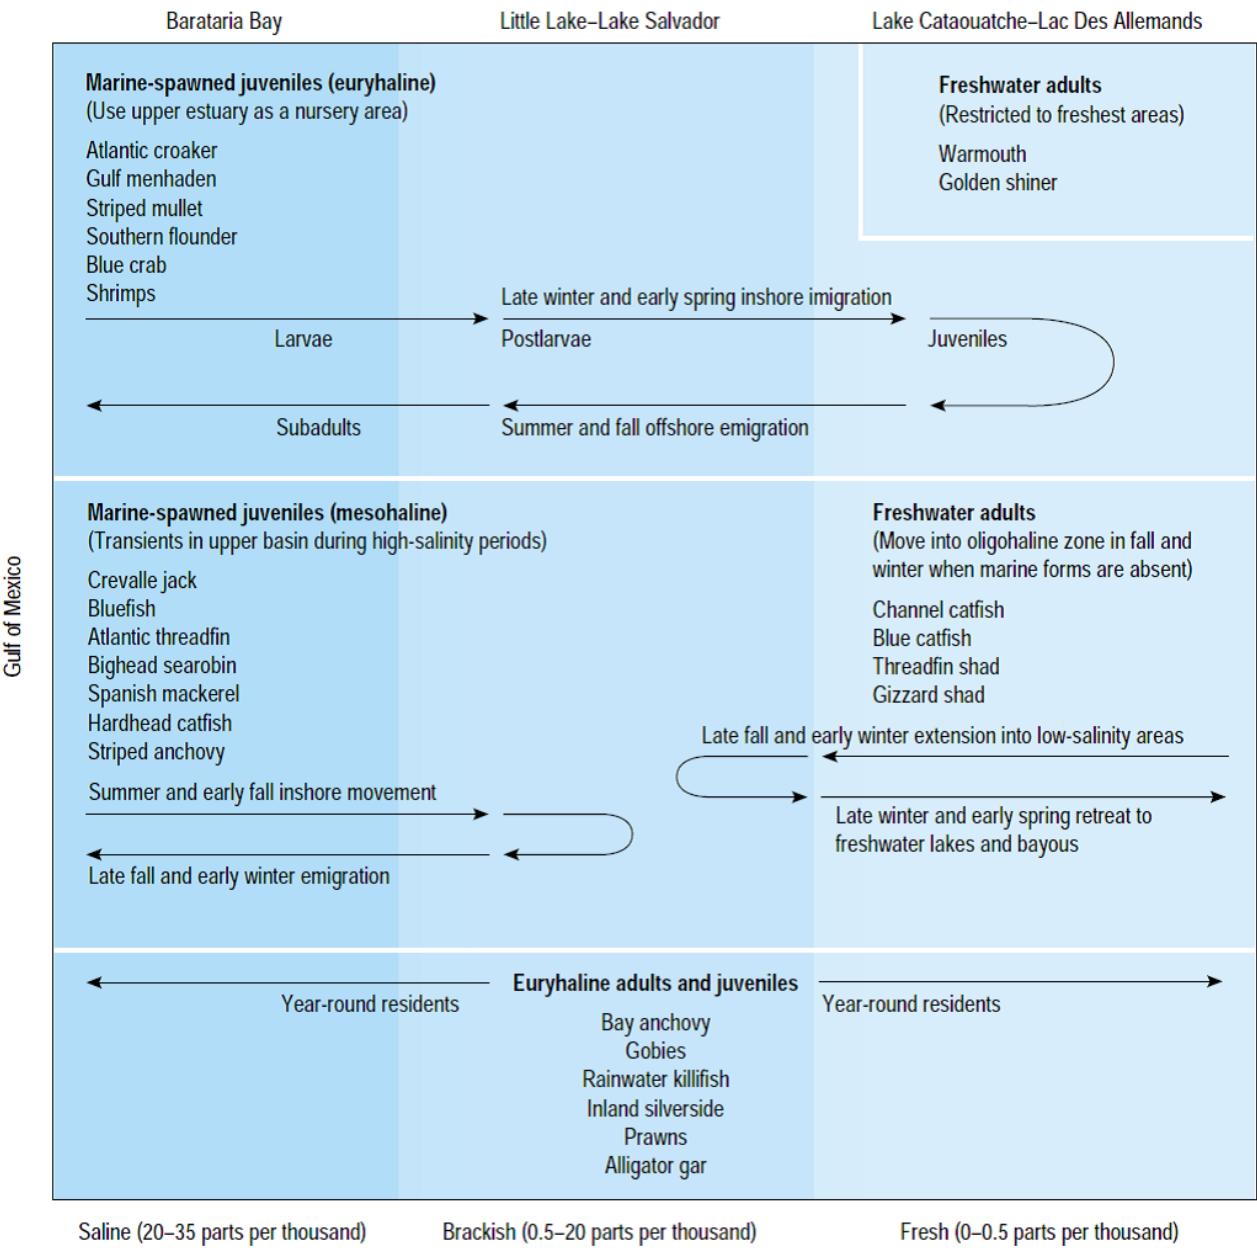 Barataria Bay
Little Lake–Lake Salvador
Lake Cataouatche–Lac Des Allemands
Marine-spawned juveniles (euryhaline)
(Use upper estuary as a nursery area)
Atlantic croaker
Gulf menhaden
Striped mullet
Southern flounder
Blue crab
Shrimps
Freshwater adults
(Restricted to freshest areas)
Warmouth
Golden shiner
Late winter and early spring inshore imigration
Larvae
Postlarvae
Juveniles
Subadults
Summer and fall offshore emigration
Gulf of Mexico
Marine-spawned juveniles (mesohaline)
(Transients in upper basin during high-salinity periods)
Crevalle jack
Bluefish
Atlantic threadfin
Bighead searobin
Spanish mackerel
Hardhead catfish
Striped anchovy
Summer and early fall inshore movement
Late fall and early winter emigration
Freshwater adults
(Move into oligohaline zone in fall and
winter when marine forms are absent)
Channel catfish
Blue catfish
Threadfin shad
Gizzard shad
Late fall and early winter extension into low-salinity areas
Late winter and early spring retreat to
freshwater lakes and bayous
Euryhaline adults and juveniles
Year-round residents
Year-round residents
Bay anchovy
Gobies
Rainwater killifish
Inland silverside
Prawns
Alligator gar
Saline (20–35 parts per thousand)
Brackish (0.5–20 parts per thousand)
Fresh (0–0.5 parts per thousand)